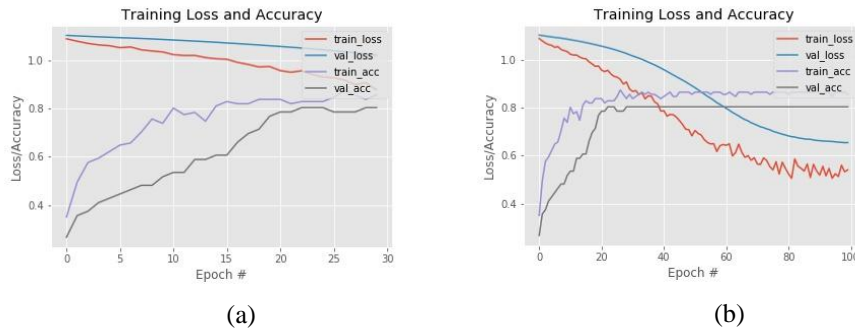 Training Loss and Accuracy
Loss/Accuracy
1.0
0.8
0.6
0.4
train_loss
val_loss
train_acc
val_acc
0 5 10 15 20 25 30
Epoch #
(a)
Training Loss and Accuracy
Loss/Accuracy
1.0
0.8
0.6
0.4
train_loss
val_loss
train_acc
val_acc
0 20 40 60 80 100
Epoch #
(b)